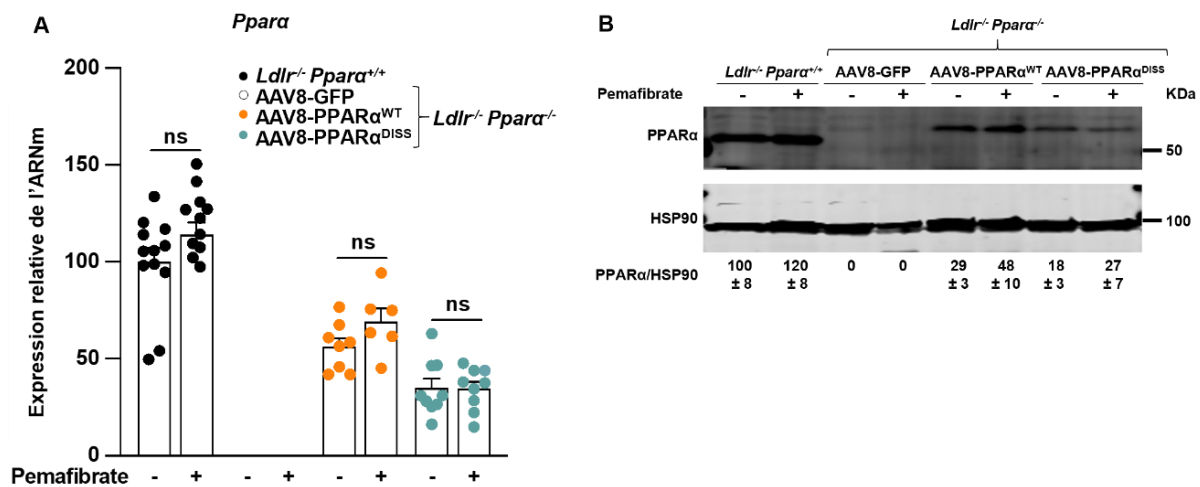 A
Pparα
200
150
100
50
0
Expression relative de l'ARNm
Ldlr-/- Pparα+/+
AAV8-GFP
AAV8-PPARαWT
AAV8-PPARαDISS
Ldlr-/- Pparα-/-
ns
ns
ns
Pemafibrate - + - + - + - +
B
Ldlr-/- Pparα-/-
Ldlr-/- Pparα+/+ AAV8-GFP AAV8-PPARαWT AAV8-PPARαDISS
Pemafibrate - + - + - + - + KDa
PPARα 50
HSP90 100
PPARα/HSP90 100 120 0 0 29 48 18 27
± 8 ± 8 ± 3 ± 10 ± 3 ± 7